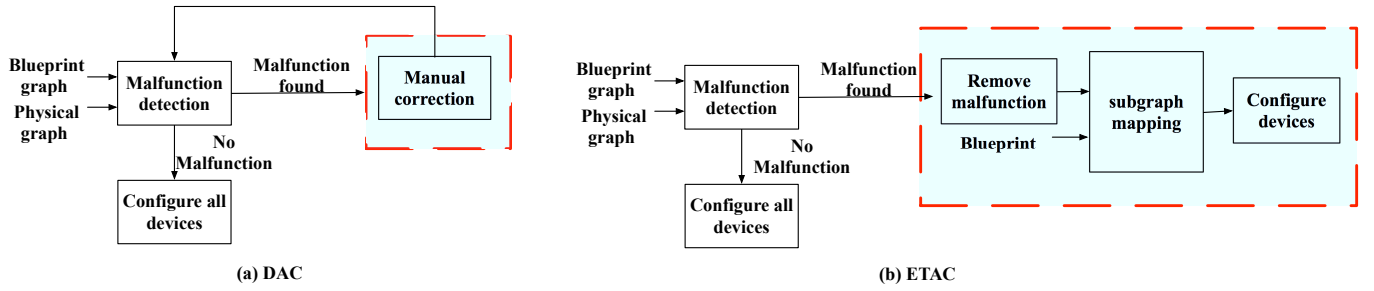 Blueprint
graph
Physical
graph
Malfunction
detection
Malfunction
found
Manual
correction
No
Malfunction
Configure all
devices
(a) DAC
Blueprint
graph
Physical
graph
Malfunction
detection
Malfunction
found
Remove
malfunction
Blueprint
subgraph
mapping
Configure
devices
No
Malfunction
Configure all
devices
(b) ETAC